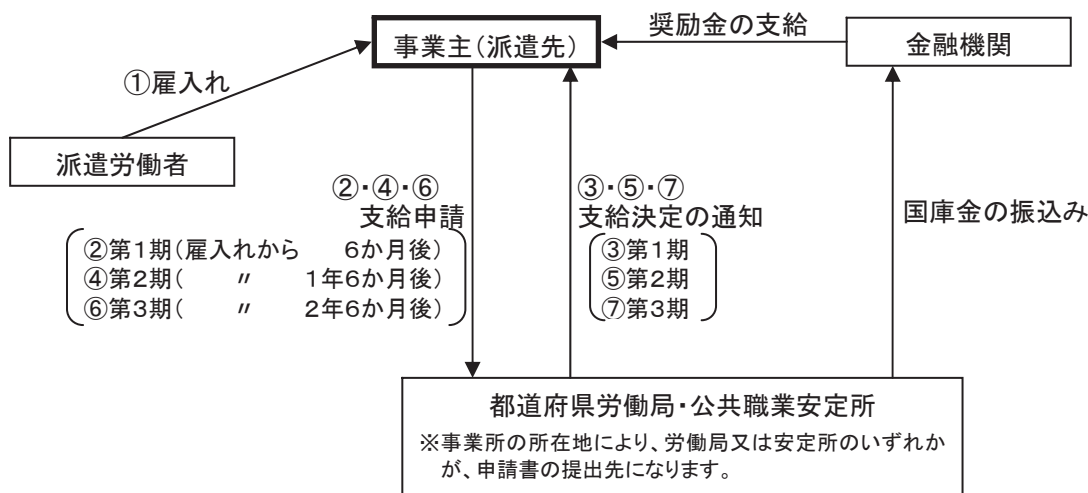 事業主(派遣先)
奨励金の支給
金融機関
①雇入れ
派遣労働者
②・④・⑥
支給申請
②第1期(雇入れから 6か月後)
④第2期( 〃 1年6か月後)
⑥第3期( 〃 2年6か月後)
③・⑤・⑦
支給決定の通知
③第1期
⑤第2期
⑦第3期
国庫金の振込み
都道府県労働局・公共職業安定所
※事業所の所在地により、労働局又は安定所のいずれか
が、申請書の提出先になります。